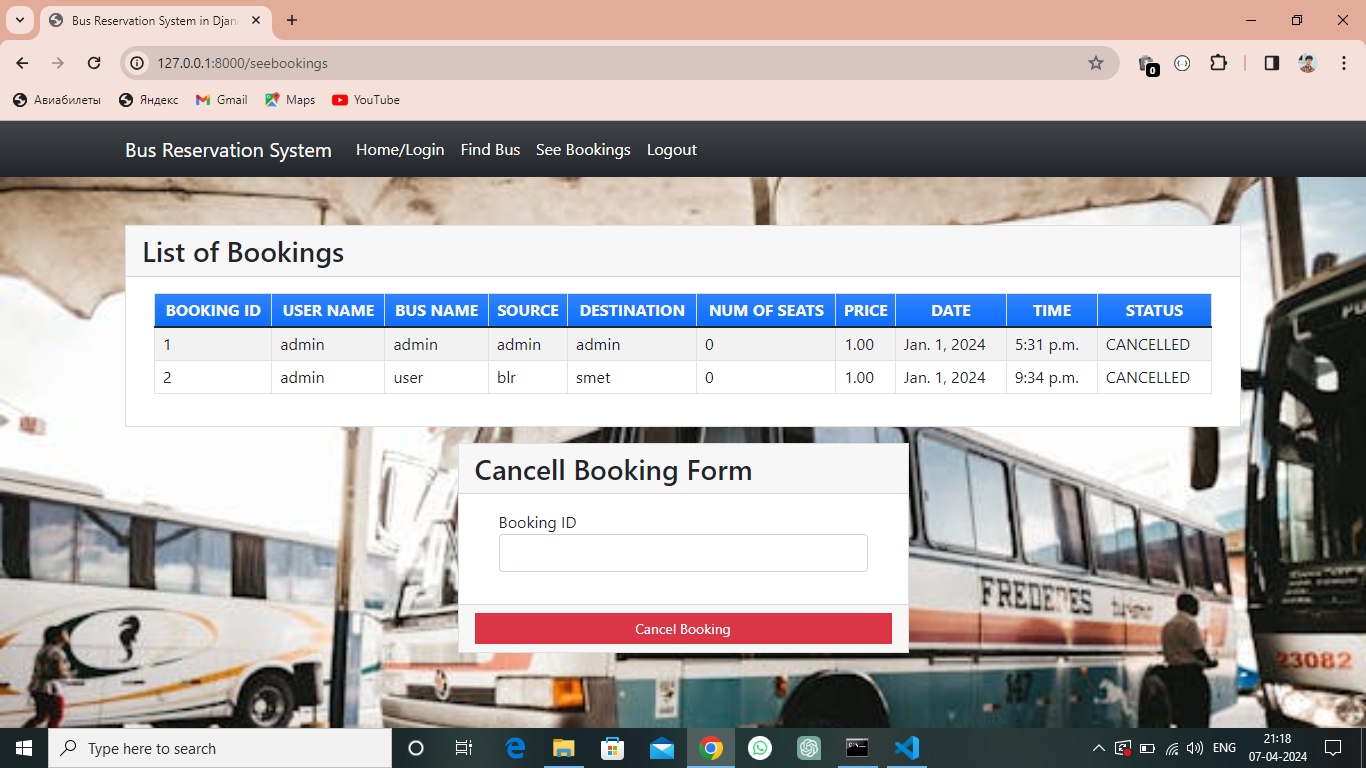 Bus Reservation System in Djan
127.0.0.1:8000/seebookings
0
Авиабилеты Яндекс Gmail Maps YouTube
Bus Reservation System Home/Login Find Bus See Bookings Logout
List of Bookings
BOOKING ID USER NAME BUS NAME SOURCE DESTINATION NUM OF SEATS PRICE DATE TIME STATUS
1 admin admin admin admin 0 1.00 Jan. 1, 2024 5:31 p.m. CANCELLED
2 admin user blr smet 0 1.00 Jan. 1, 2024 9:34 p.m. CANCELLED
Cancell Booking Form
Booking ID
Cancel Booking
FREDERES
23082
Type here to search
ENG
21:18
07-04-2024